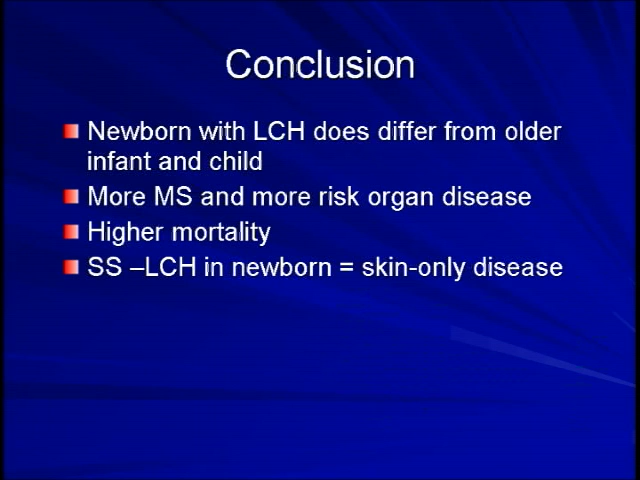 Conclusion
Newborn with LCH does differ from older
infant and child
More MS and more risk organ disease
Higher mortality
SS –LCH in newborn = skin-only disease